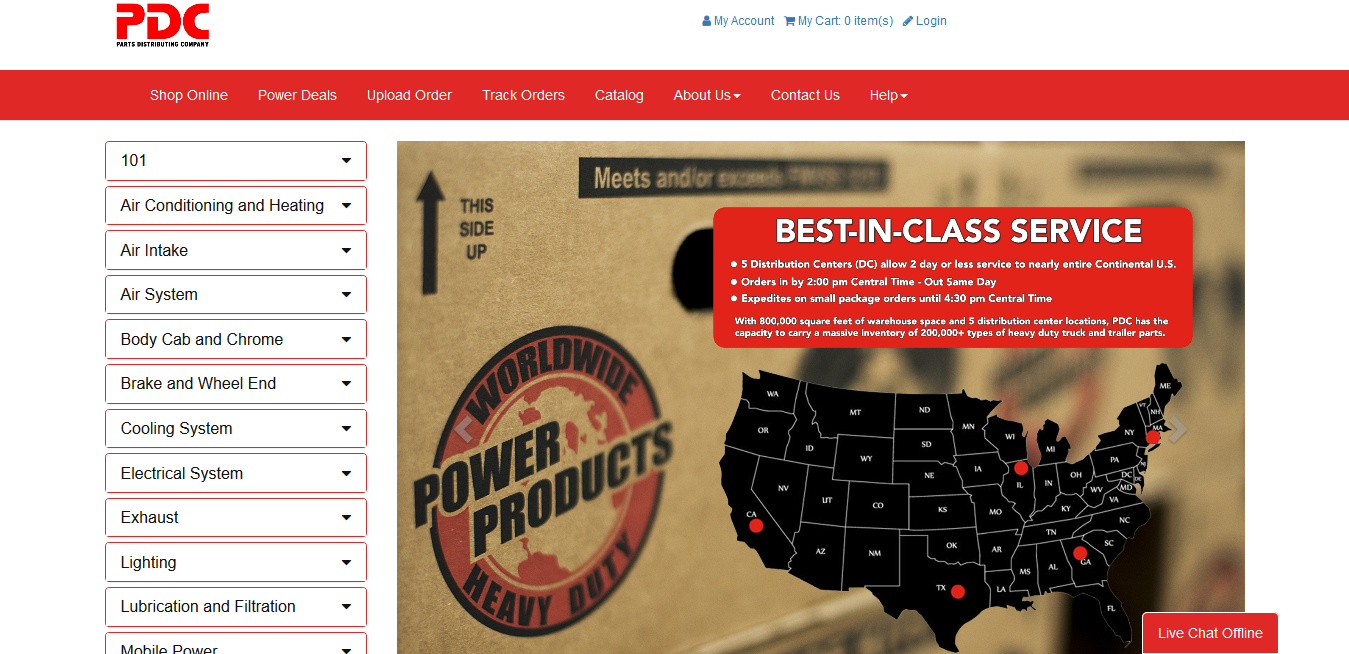 PDC
PARTS DISTRIBUTING COMPANY
My Account My Cart: 0 item(s) Login
Shop Online Power Deals Upload Order Track Orders Catalog About Us Contact Us Help
101
Air Conditioning and Heating
Air Intake
Air System
Body Cab and Chrome
Brake and Wheel End
Cooling System
Electrical System
Exhaust
Lighting
Lubrication and Filtration
Mobile Power
Meets and/or exceeds
THIS
SIDE
UP
WORLDWIDE
POWER
PRODUCTS
HEAVY DUTY
BEST-IN-CLASS SERVICE
• 5 Distribution Centers (DC) allow 2 day or less service to nearly entire Continental U.S.
• Orders in by 2:00 pm Central Time - Out Same Day
• Expedites on small package orders until 4:30 pm Central Time
With 800,000 square feet of warehouse space and 5 distribution center locations, PDC has the
capacity to carry a massive inventory of 200,000+ types of heavy duty truck and trailer parts.
WA MT ND MN ME
OR ID SD WI MI VT NH
WY NY MA
NV UT NE IA PA NJ
CO IL IN OH DC DE
CA KS MO WV MD
KY VA
AZ NM OK AR TN NC
SC
TX LA MS AL GA
FL
Live Chat Offline